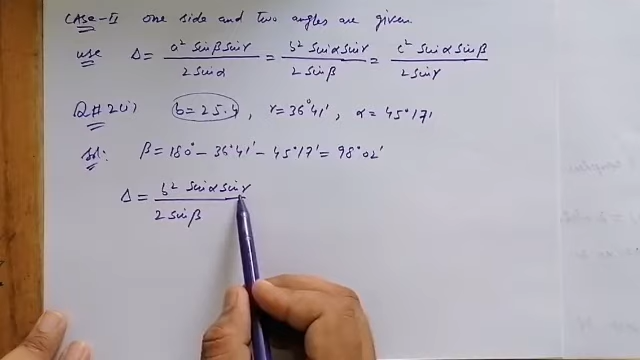 CASE-II one side and two angles are given
use Δ = a² sinβ sinγ / 2 sinα = b² sinα sinγ / 2 sinβ = c² sinα sinβ / 2 sinγ
Q#2(i) b=25.4, γ=36°41', α=45°17'
Sol: β=180°-36°41'-45°17'=98°02'
Δ = b² sinα sinγ / 2 sinβ